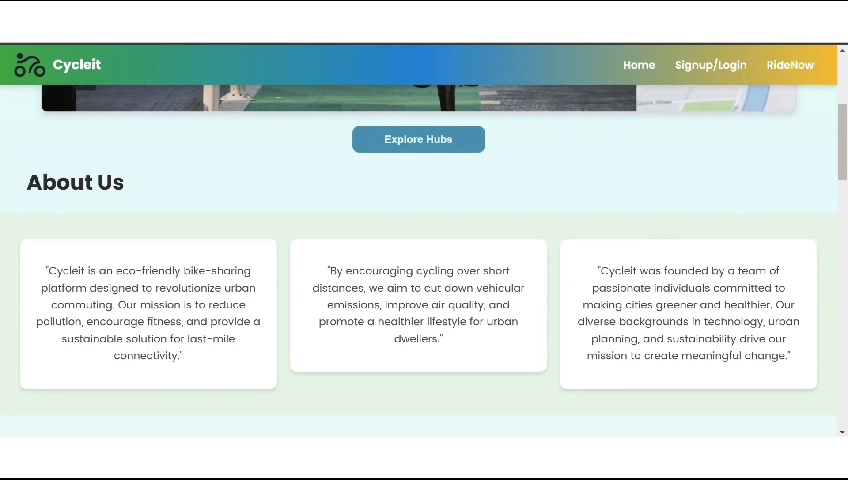 Cycleit
Home Signup/Login RideNow
Explore Hubs
About Us
"Cycleit is an eco-friendly bike-sharing
platform designed to revolutionize urban
commuting. Our mission is to reduce
pollution, encourage fitness, and provide a
sustainable solution for last-mile
connectivity."
"By encouraging cycling over short
distances, we aim to cut down vehicular
emissions, improve air quality, and
promote a healthier lifestyle for urban
dwellers."
"Cycleit was founded by a team of
passionate individuals committed to
making cities greener and healthier. Our
diverse backgrounds in technology, urban
planning, and sustainability drive our
mission to create meaningful change."